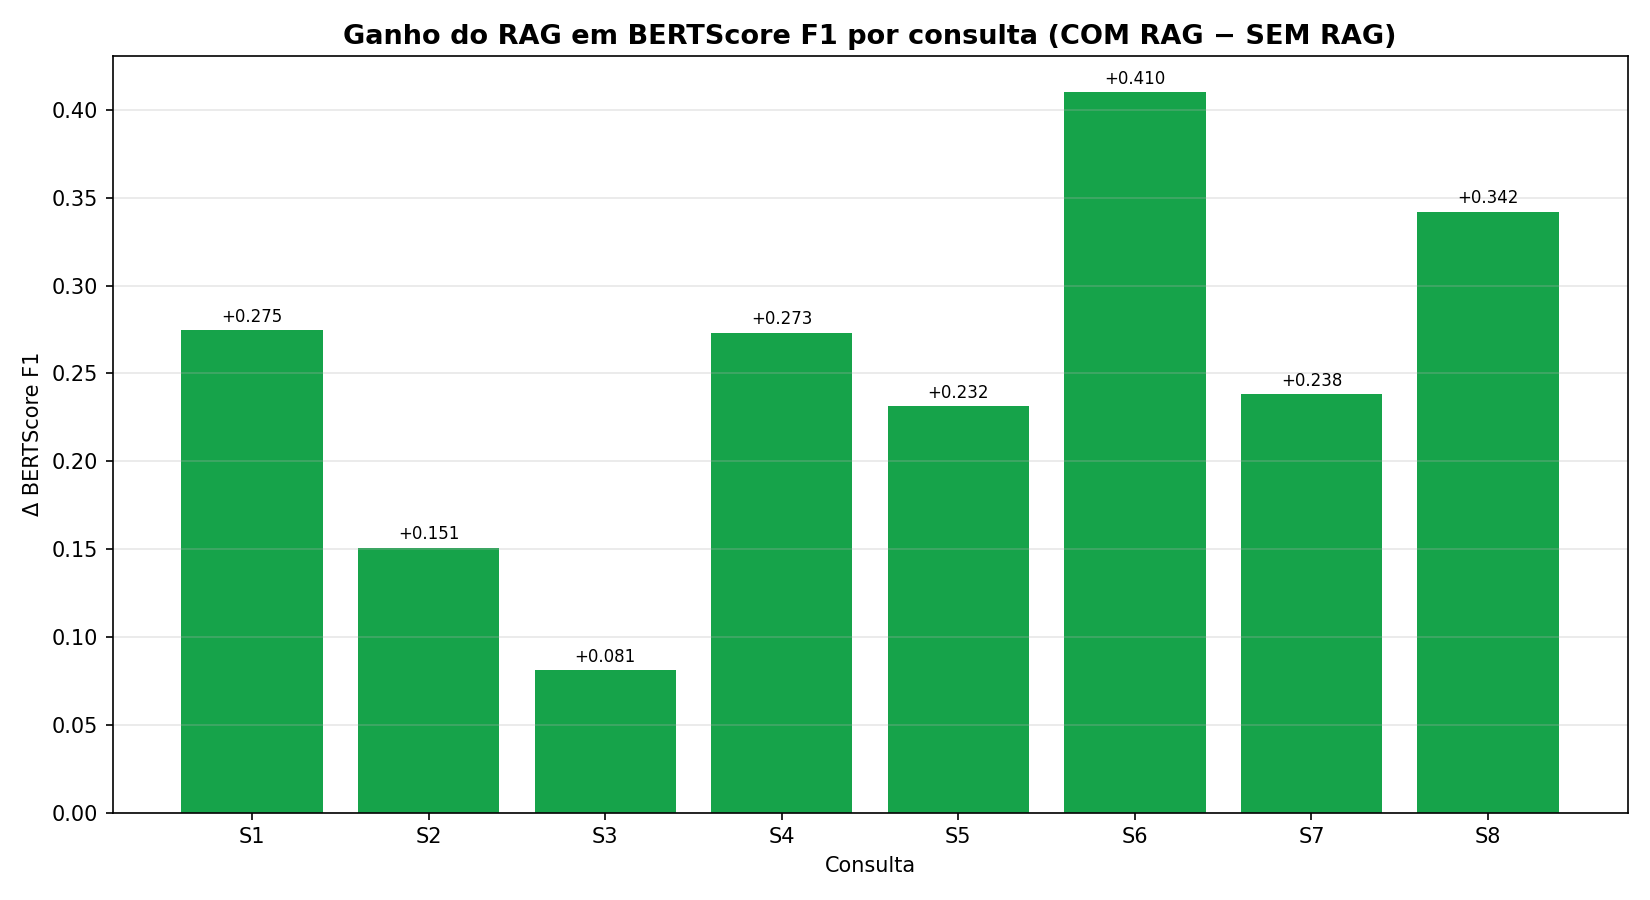 Ganho do RAG em BERTScore F1 por consulta (COM RAG − SEM RAG)
Δ BERTScore F1
0.40
0.35
0.30
0.25
0.20
0.15
0.10
0.05
0.00
+0.275
+0.151
+0.081
+0.273
+0.232
+0.410
+0.238
+0.342
S1
S2
S3
S4
S5
S6
S7
S8
Consulta